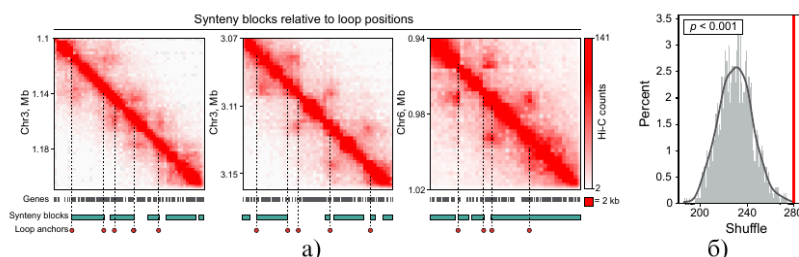 Synteny blocks relative to loop positions
1.1
1.14
1.18
Chr3, Mb
3.07
3.11
3.15
Chr3, Mb
0.94
0.98
1.02
Chr6, Mb
141
2
Hi-C counts
= 2 kb
Genes
Synteny blocks
Loop anchors
а)
p < 0.001
3.5
3
2.5
2
1.5
1
0.5
0
Percent
200 240 280
Shuffle
б)